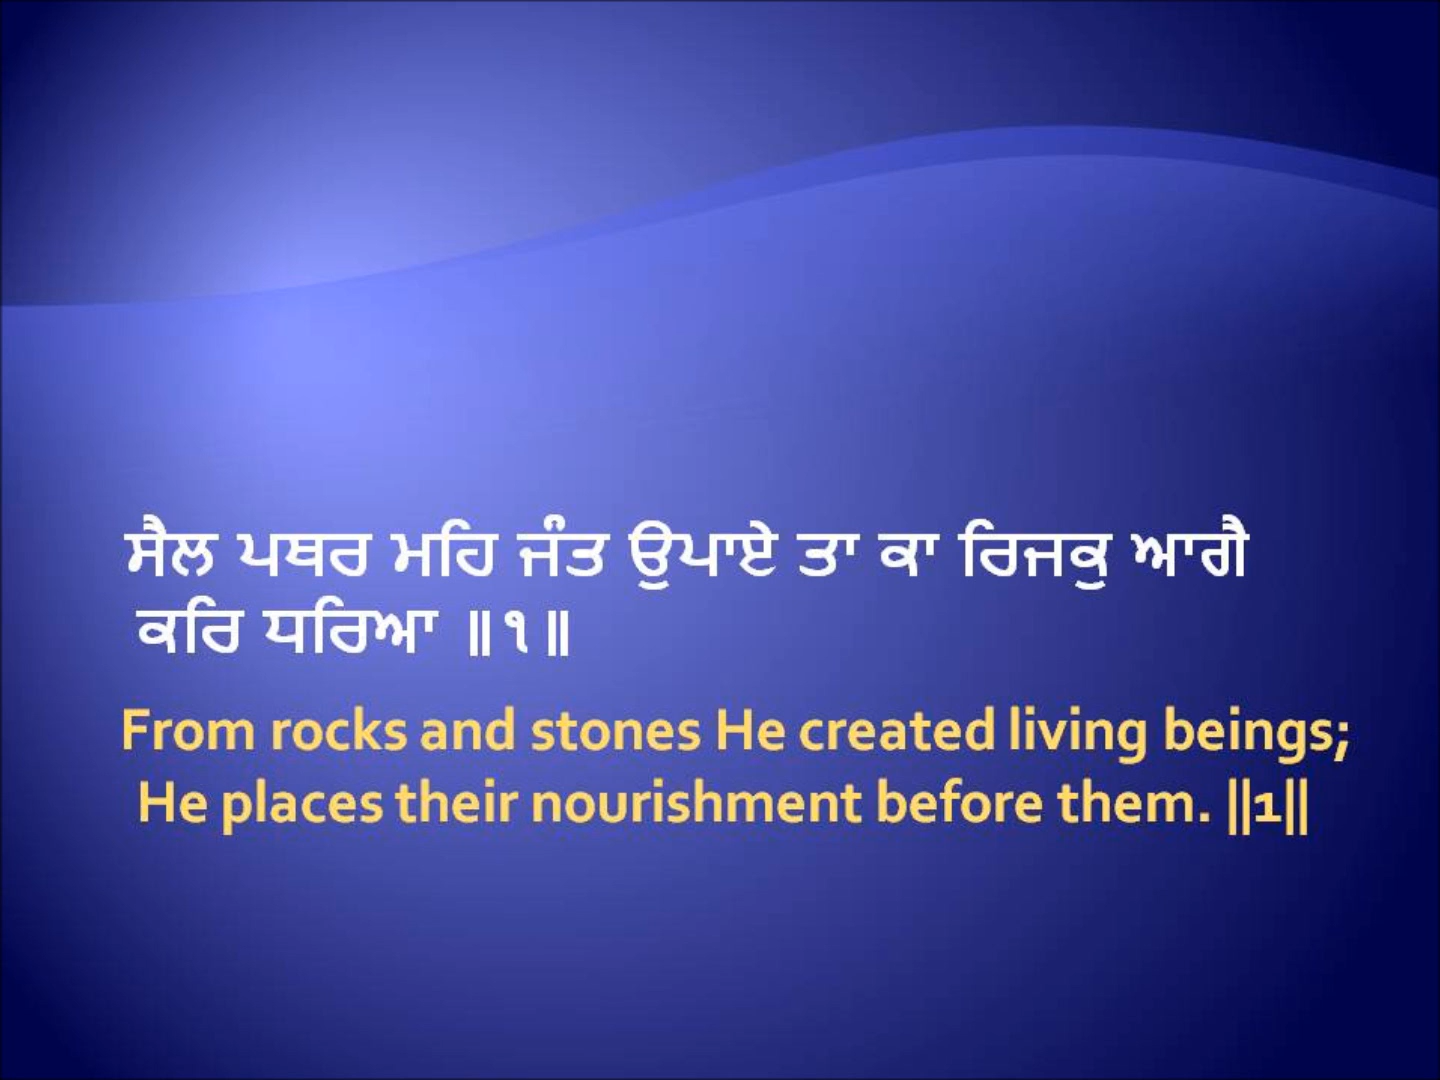 ਸੈਲ ਪਥਰ ਮਹਿ ਜੰਤ ਉਪਾਏ ਤਾ ਕਾ ਰਿਜਕੁ ਆਗੈ
ਕਰਿ ਧਰਿਆ ॥੧॥
From rocks and stones He created living beings;
He places their nourishment before them. ||1||